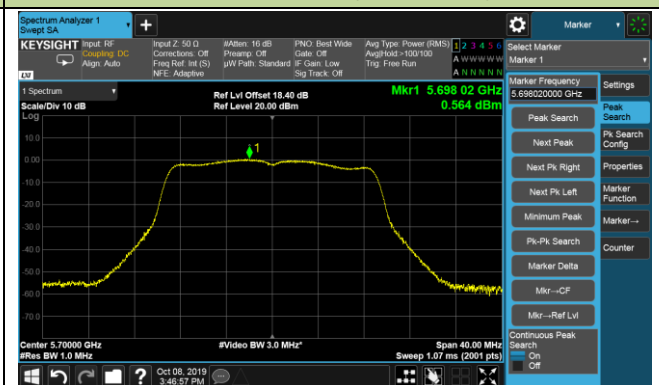 Spectrum Analyzer 1
Swept SA
+
Marker
KEYSIGHT
Input: RF
Coupling: DC
Align: Auto
Input Z: 50 Ω
Corrections: Off
Freq Ref: Int (S)
NFE: Adaptive
#Atten: 16 dB
Preamp: Off
µW Path: Standard
PNO: Best Wide
Gate: Off
IF Gain: Low
Sig Track: Off
Avg Type: Power (RMS)
Avg|Hold:>100/100
Trig: Free Run
1 2 3 4 5 6
A W W W W W
A N N N N N
LXI
Select Marker
Marker 1
1 Spectrum
Scale/Div 10 dB
Log
Ref Lvl Offset 18.40 dB
Ref Level 20.00 dBm
Mkr1 5.698 02 GHz
0.564 dBm
1
10.0
0.00
-10.0
-20.0
-30.0
-40.0
-50.0
-60.0
-70.0
Center 5.70000 GHz
#Res BW 1.0 MHz
#Video BW 3.0 MHz*
Span 40.00 MHz
Sweep 1.07 ms (2001 pts)
Marker Frequency
5.698020000 GHz
Peak Search
Next Peak
Next Pk Right
Next Pk Left
Minimum Peak
Pk-Pk Search
Marker Delta
Mkr→CF
Mkr→Ref Lvl
Continuous Peak
Search
On
Off
Settings
Peak
Search
Pk Search
Config
Properties
Marker
Function
Marker→
Counter
?
Oct 08, 2019
3:46:57 PM